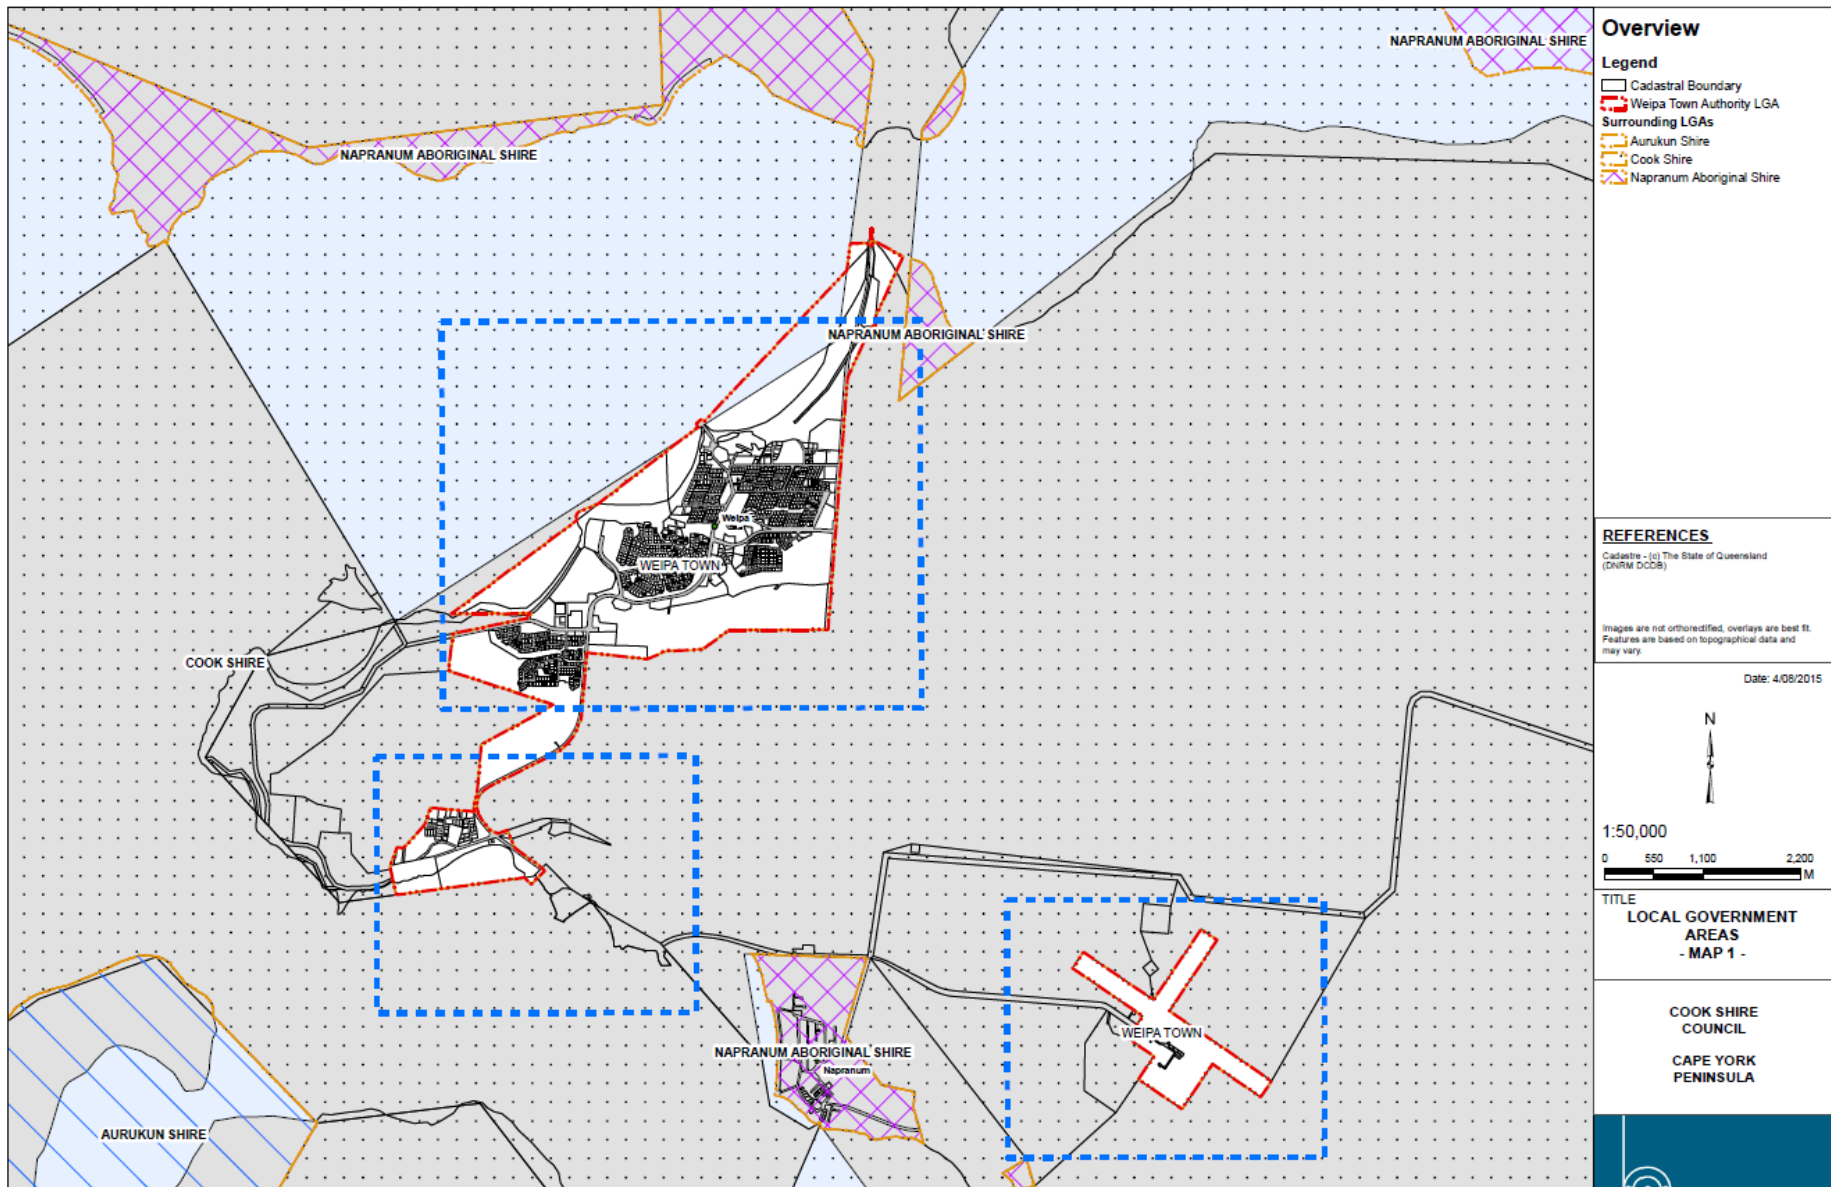 NAPRANUM ABORIGINAL SHIRE
NAPRANUM ABORIGINAL SHIRE
NAPRANUM ABORIGINAL SHIRE
Weipa
WEIPA TOWN
COOK SHIRE
WEIPA TOWN
NAPRANUM ABORIGINAL SHIRE
Napranum
AURUKUN SHIRE
Overview
Legend
Cadastral Boundary
Weipa Town Authority LGA
Surrounding LGAs
Aurukun Shire
Cook Shire
Napranum Aboriginal Shire
REFERENCES
Cadastre - (c) The State of Queensland
(DNRM DCDB)
Images are not orthorectified, overlays are best fit.
Features are based on topographical data and
may vary.
Date: 4/08/2015
N
1:50,000
0 550 1,100 2,200
M
TITLE
LOCAL GOVERNMENT
AREAS
- MAP 1 -
COOK SHIRE
COUNCIL
CAPE YORK
PENINSULA